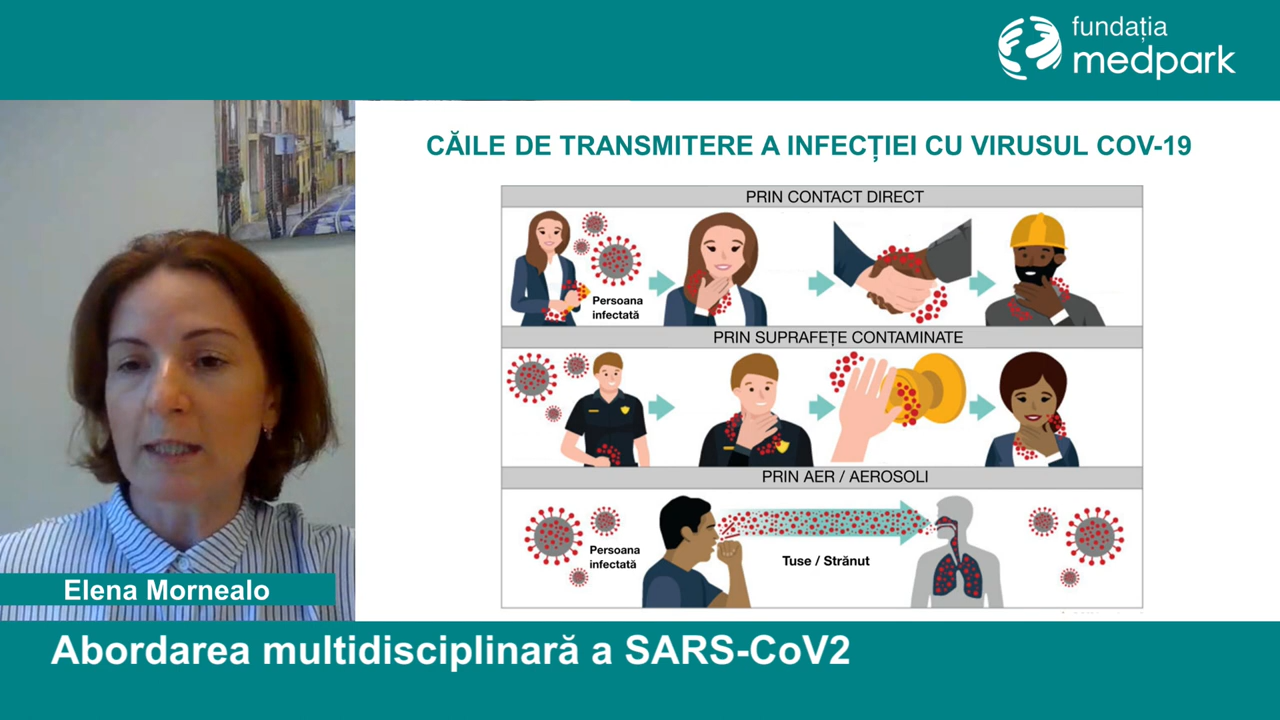 fundația
medpark
CĂILE DE TRANSMITERE A INFECȚIEI CU VIRUSUL COV-19
PRIN CONTACT DIRECT
Persoana
infectată
PRIN SUPRAFEȚE CONTAMINATE
PRIN AER / AEROSOLI
Persoana
infectată
Tuse / Strănut
Elena Mornealo
Abordarea multidisciplinară a SARS-CoV2